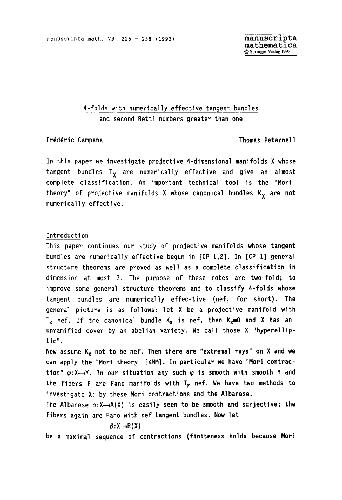 manuscripta math. 79, 225 - 238 (1993)
manuscripta
mathematica
© Springer-Verlag 1993
4-folds with numerically effective tangent bundles
and second Betti numbers greater than one
Frédéric Campana
Thomas Peternell
In this paper we investigate projective 4-dimensional manifolds X whose
tangent bundles T_X are numerically effective and give an almost
complete classification. An important technical tool is the "Mori
theory" of projective manifolds X whose canonical bundles K_X are not
numerically effective.
Introduction
This paper continues our study of projective manifolds whose tangent
bundles are numerically effective begun in [CP 1,2]. In [CP 1] general
structure theorems are proved as well as a complete classification in
dimension at most 3. The purpose of these notes are two-fold: to
improve some general structure theorems and to classify 4-folds whose
tangent bundles are numerically effective (nef, for short). The
general picture is as follows: let X be a projective manifold with
T_X nef. If the canonical bundle K_X is nef, then K_X≡0 and X has an
unramified cover by an abelian variety. We call those X "hyperellip-
tic".
Now assume K_X not to be nef. Then there are "extremal rays" on X and we
can apply the "Mori theory" [KMM]. In particular we have "Mori contrac-
tion" φ:X→Y. In our situation any such φ is smooth with smooth Y and
the fibers F are Fano manifolds with T_F nef. We have two methods to
investigate X: by these Mori contractions and the Albanese.
The Albanese α:X→A(X) is easily seen to be smooth and surjective; the
fibers again are Fano with nef tangent bundles. Now let
β:X→B(X)
be a maximal sequence of contractions (finiteness holds because Mori